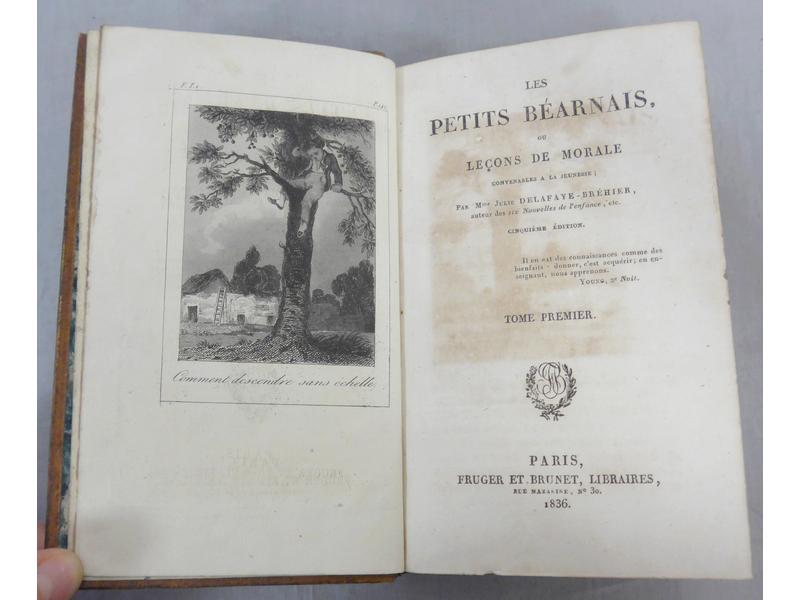 F. T. 1.
Comment descendre sans echelle
LES
PETITS BÉARNAIS,
OU
LEÇONS DE MORALE
CONVENABLES A LA JEUNESSE;
PAR Mme JULIE DELAFAYE-BRÉHIER,
auteur des six Nouvelles de l'enfance, etc.
CINQUIÈME ÉDITION.
Il en est des connaissances comme des
bienfaits : donner, c'est acquérir; en en-
seignant, nous apprenons.
YOUNG, 2e Nuit.
TOME PREMIER.
PARIS,
FRUGER ET BRUNET, LIBRAIRES,
RUE MAZARINE, No 30.
1836.